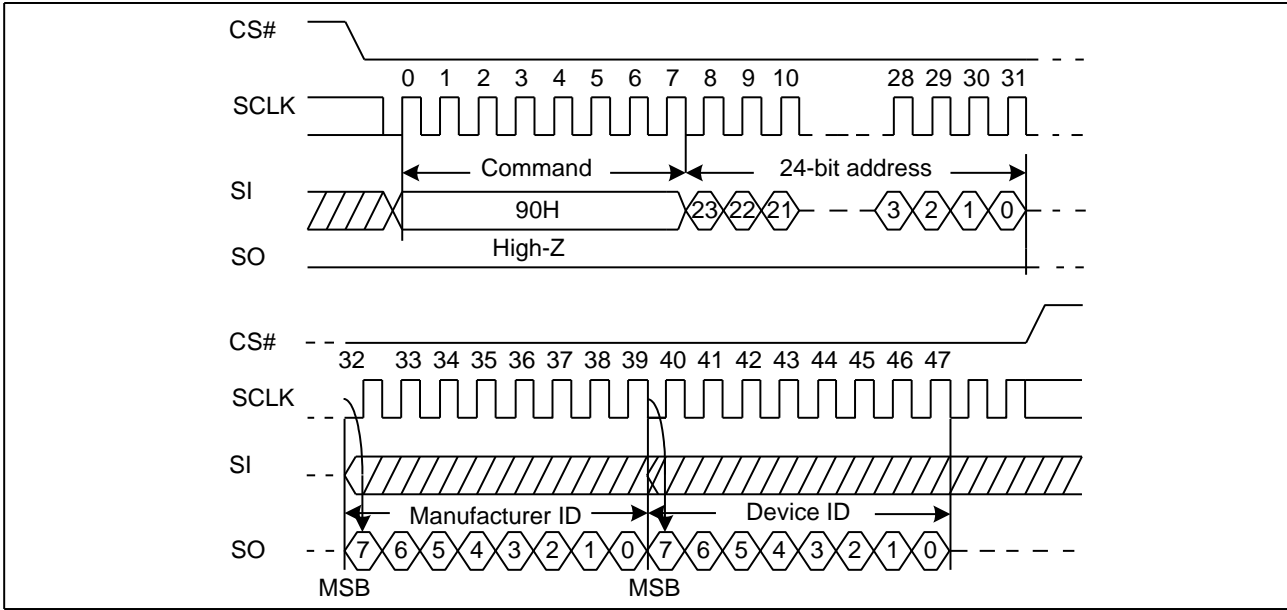 CS#
0 1 2 3 4 5 6 7 8 9 10 28 29 30 31
SCLK
Command 24-bit address
SI
90H 23 22 21 3 2 1 0
High-Z
SO
CS#
32 33 34 35 36 37 38 39 40 41 42 43 44 45 46 47
SCLK
SI
Manufacturer ID Device ID
SO 7 6 5 4 3 2 1 0 7 6 5 4 3 2 1 0
MSB MSB